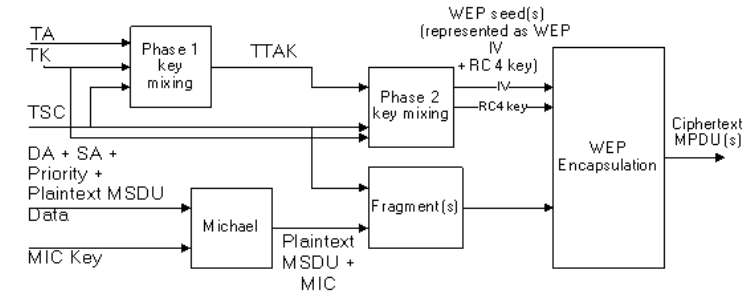 TA
TK
Phase 1
key
mixing
TTAK
WEP seed(s)
(represented as WEP
IV
+ RC4 key)
Phase 2
key mixing
IV
RC4 key
TSC
WEP
Encapsulation
Ciphertext
MPDU(s)
DA + SA +
Priority +
Plaintext MSDU
Data
Michael
Fragment(s)
MIC Key
Plaintext
MSDU +
MIC